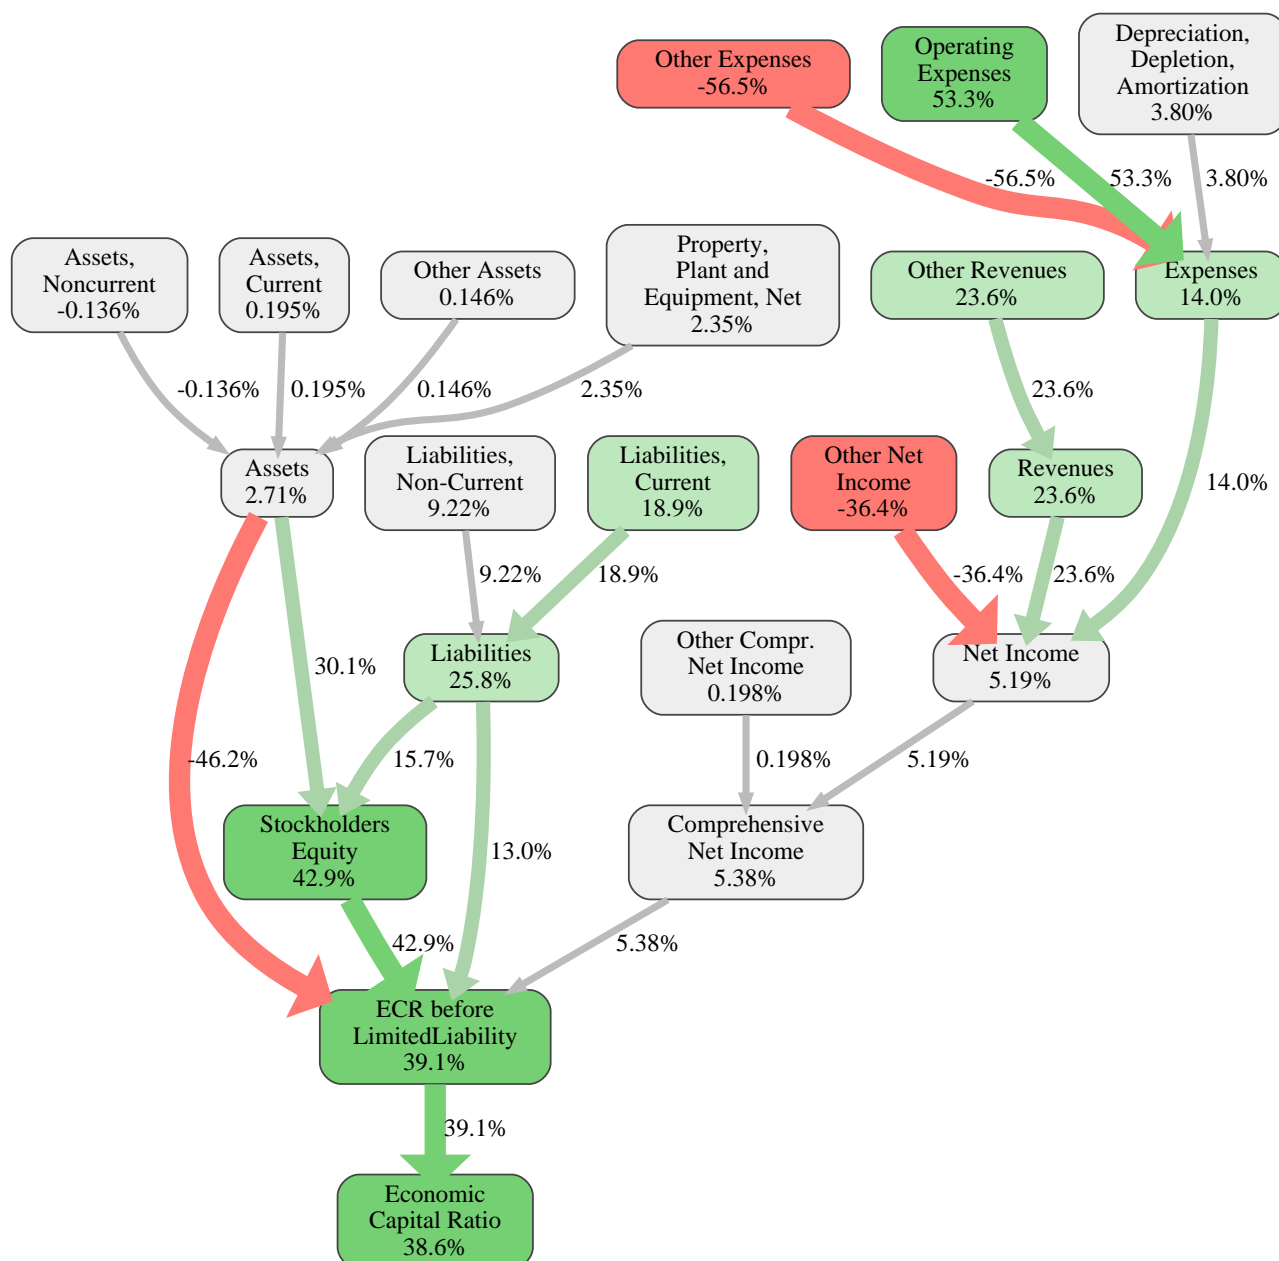 Other Expenses
-56.5%
Operating
Expenses
53.3%
Depreciation,
Depletion,
Amortization
3.80%
-56.5%
53.3%
3.80%
Assets,
Noncurrent
-0.136%
Assets,
Current
0.195%
Other Assets
0.146%
Property,
Plant and
Equipment, Net
2.35%
Other Revenues
23.6%
Expenses
14.0%
-0.136%
0.195%
0.146%
2.35%
23.6%
14.0%
Assets
2.71%
Liabilities,
Non-Current
9.22%
Liabilities,
Current
18.9%
Other Net
Income
-36.4%
Revenues
23.6%
9.22%
18.9%
-36.4%
23.6%
30.1%
Liabilities
25.8%
Other Compr.
Net Income
0.198%
Net Income
5.19%
-46.2%
15.7%
0.198%
5.19%
Stockholders
Equity
42.9%
13.0%
Comprehensive
Net Income
5.38%
42.9%
5.38%
ECR before
LimitedLiability
39.1%
39.1%
Economic
Capital Ratio
38.6%